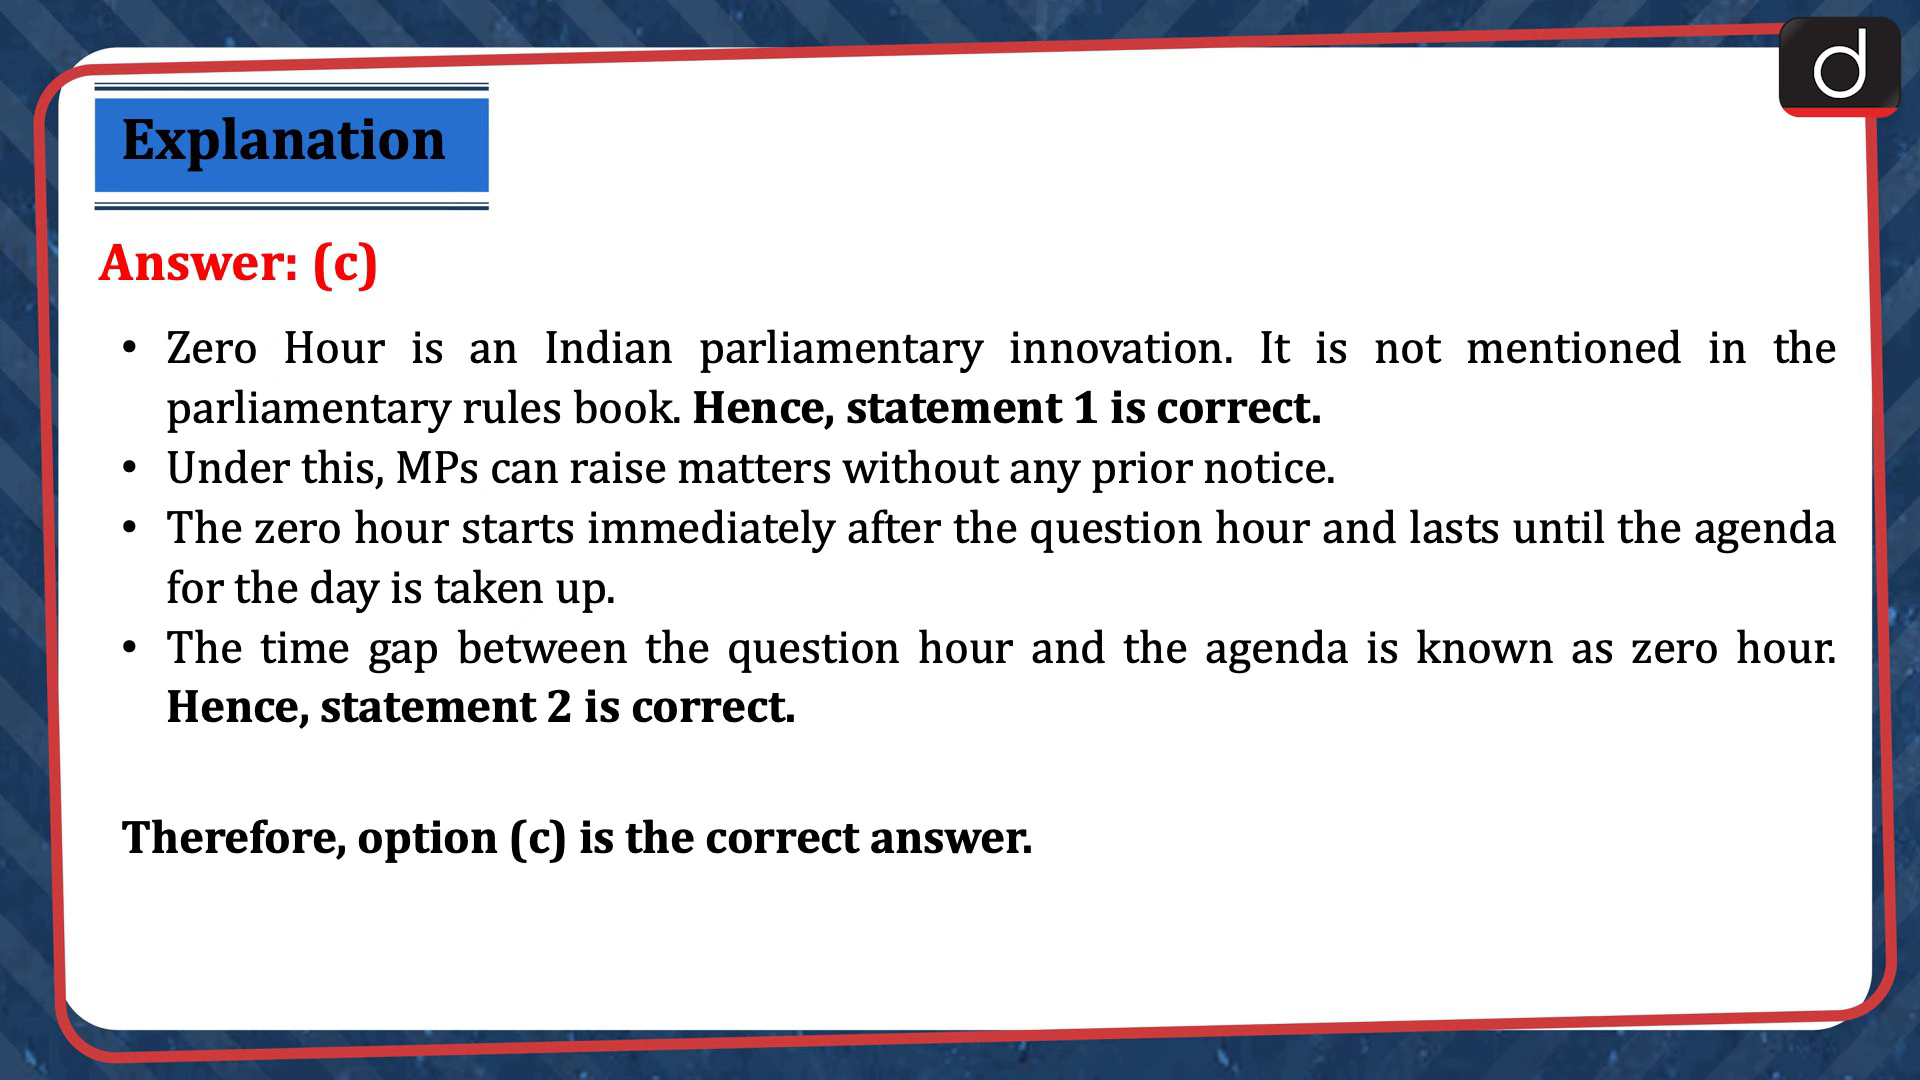 d
Explanation
Answer: (c)
• Zero Hour is an Indian parliamentary innovation. It is not mentioned in the
parliamentary rules book. Hence, statement 1 is correct.
• Under this, MPs can raise matters without any prior notice.
• The zero hour starts immediately after the question hour and lasts until the agenda
for the day is taken up.
• The time gap between the question hour and the agenda is known as zero hour.
Hence, statement 2 is correct.
Therefore, option (c) is the correct answer.